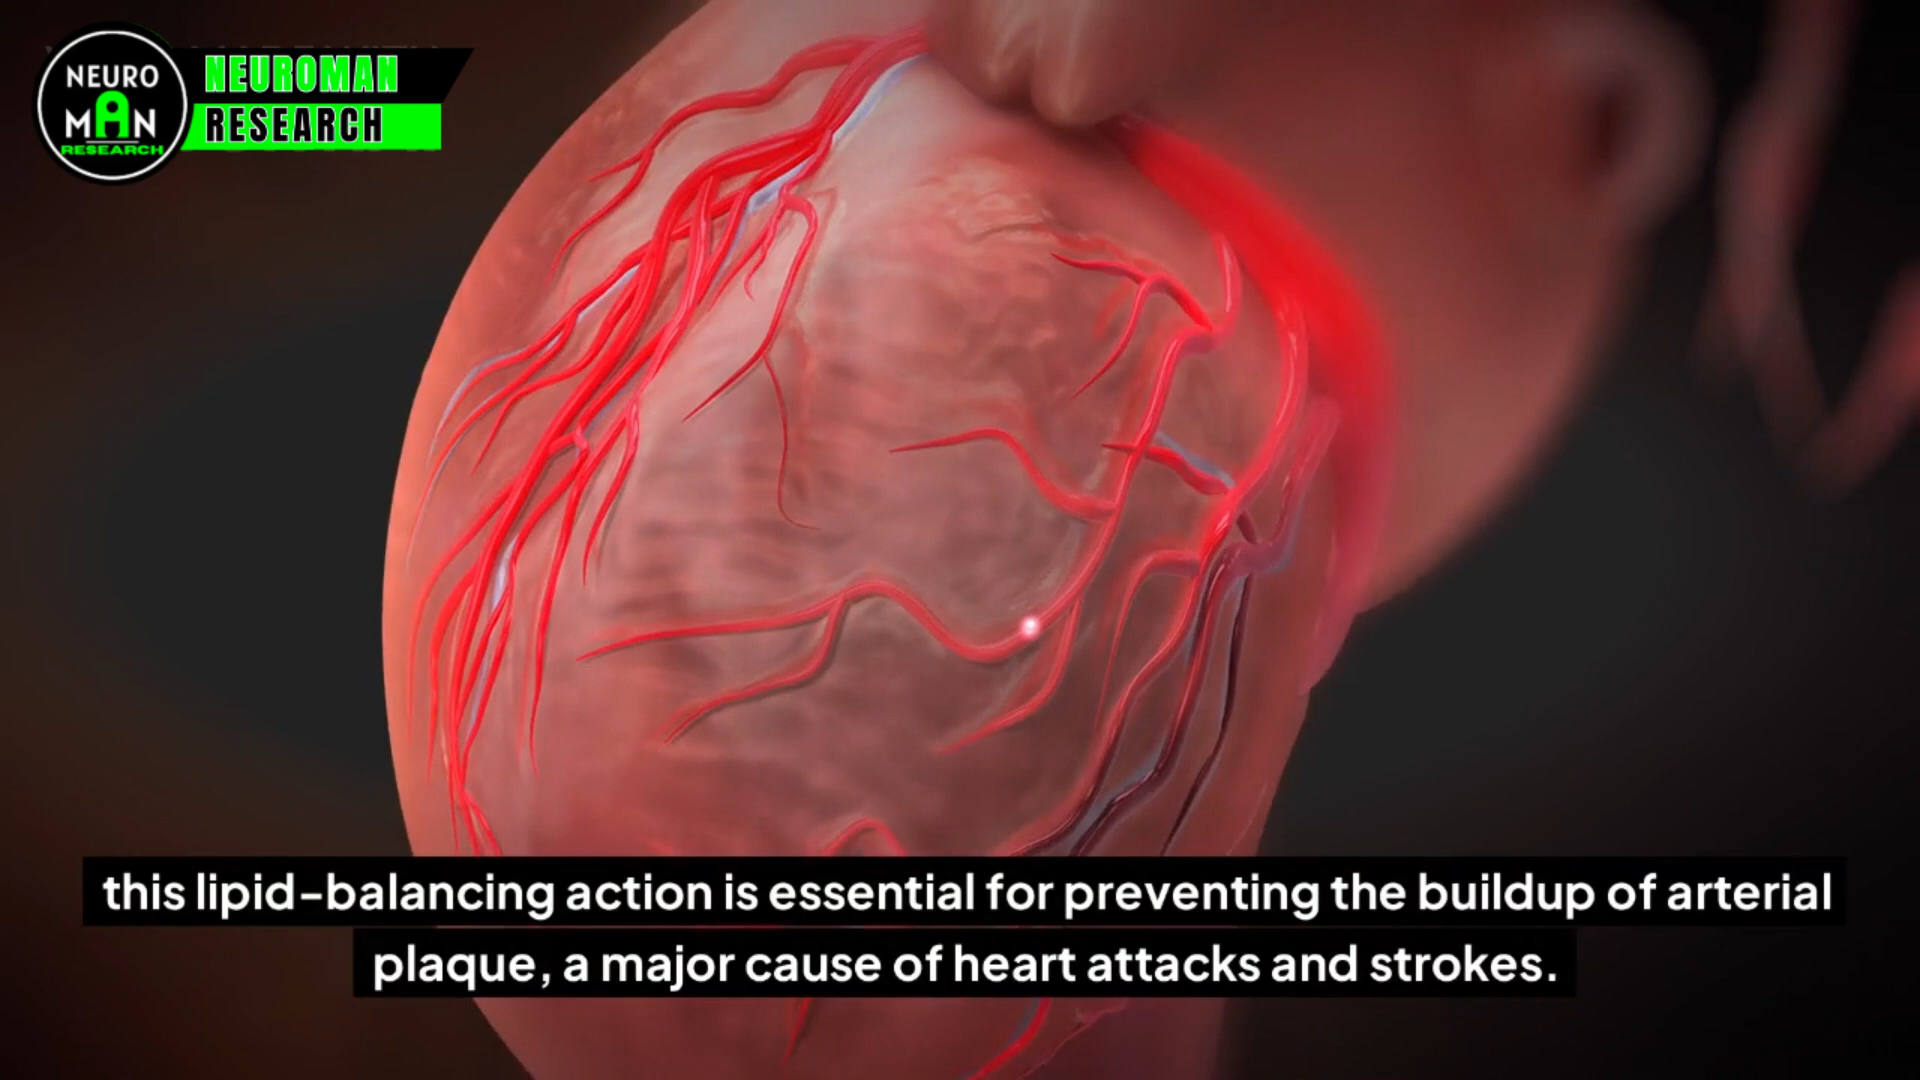 NEURO
MAN
RESEARCH
NEUROMAN
RESEARCH
this lipid-balancing action is essential for preventing the buildup of arterial
plaque, a major cause of heart attacks and strokes.